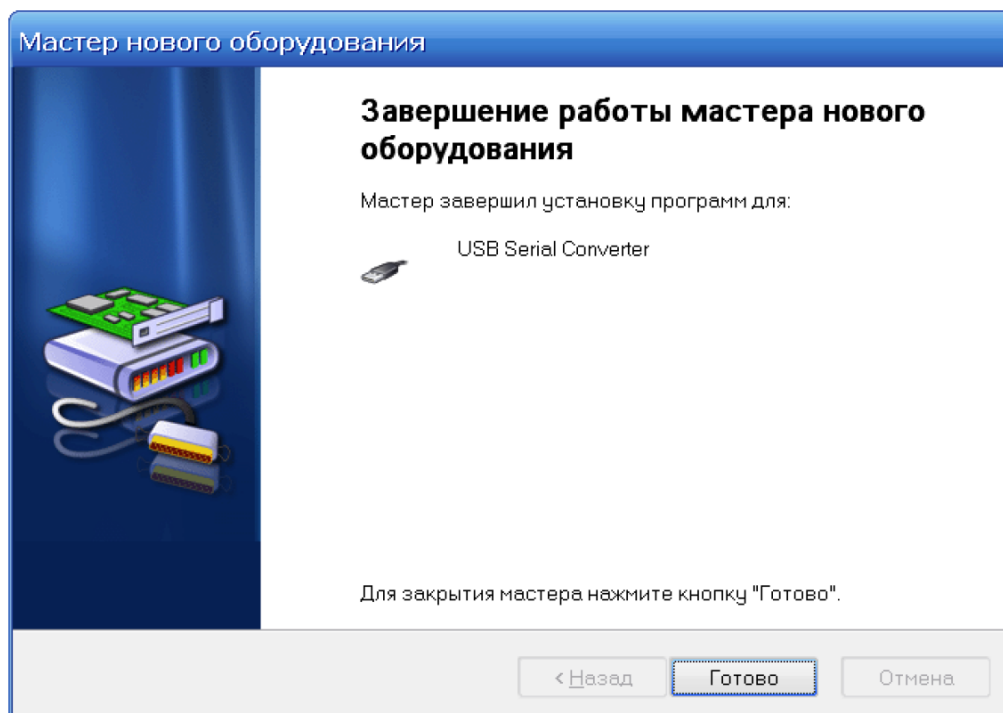 Мастер нового оборудования
Завершение работы мастера нового
оборудования
Мастер завершил установку программ для:
USB Serial Converter
Для закрытия мастера нажмите кнопку "Готово".
< Назад
Готово
Отмена